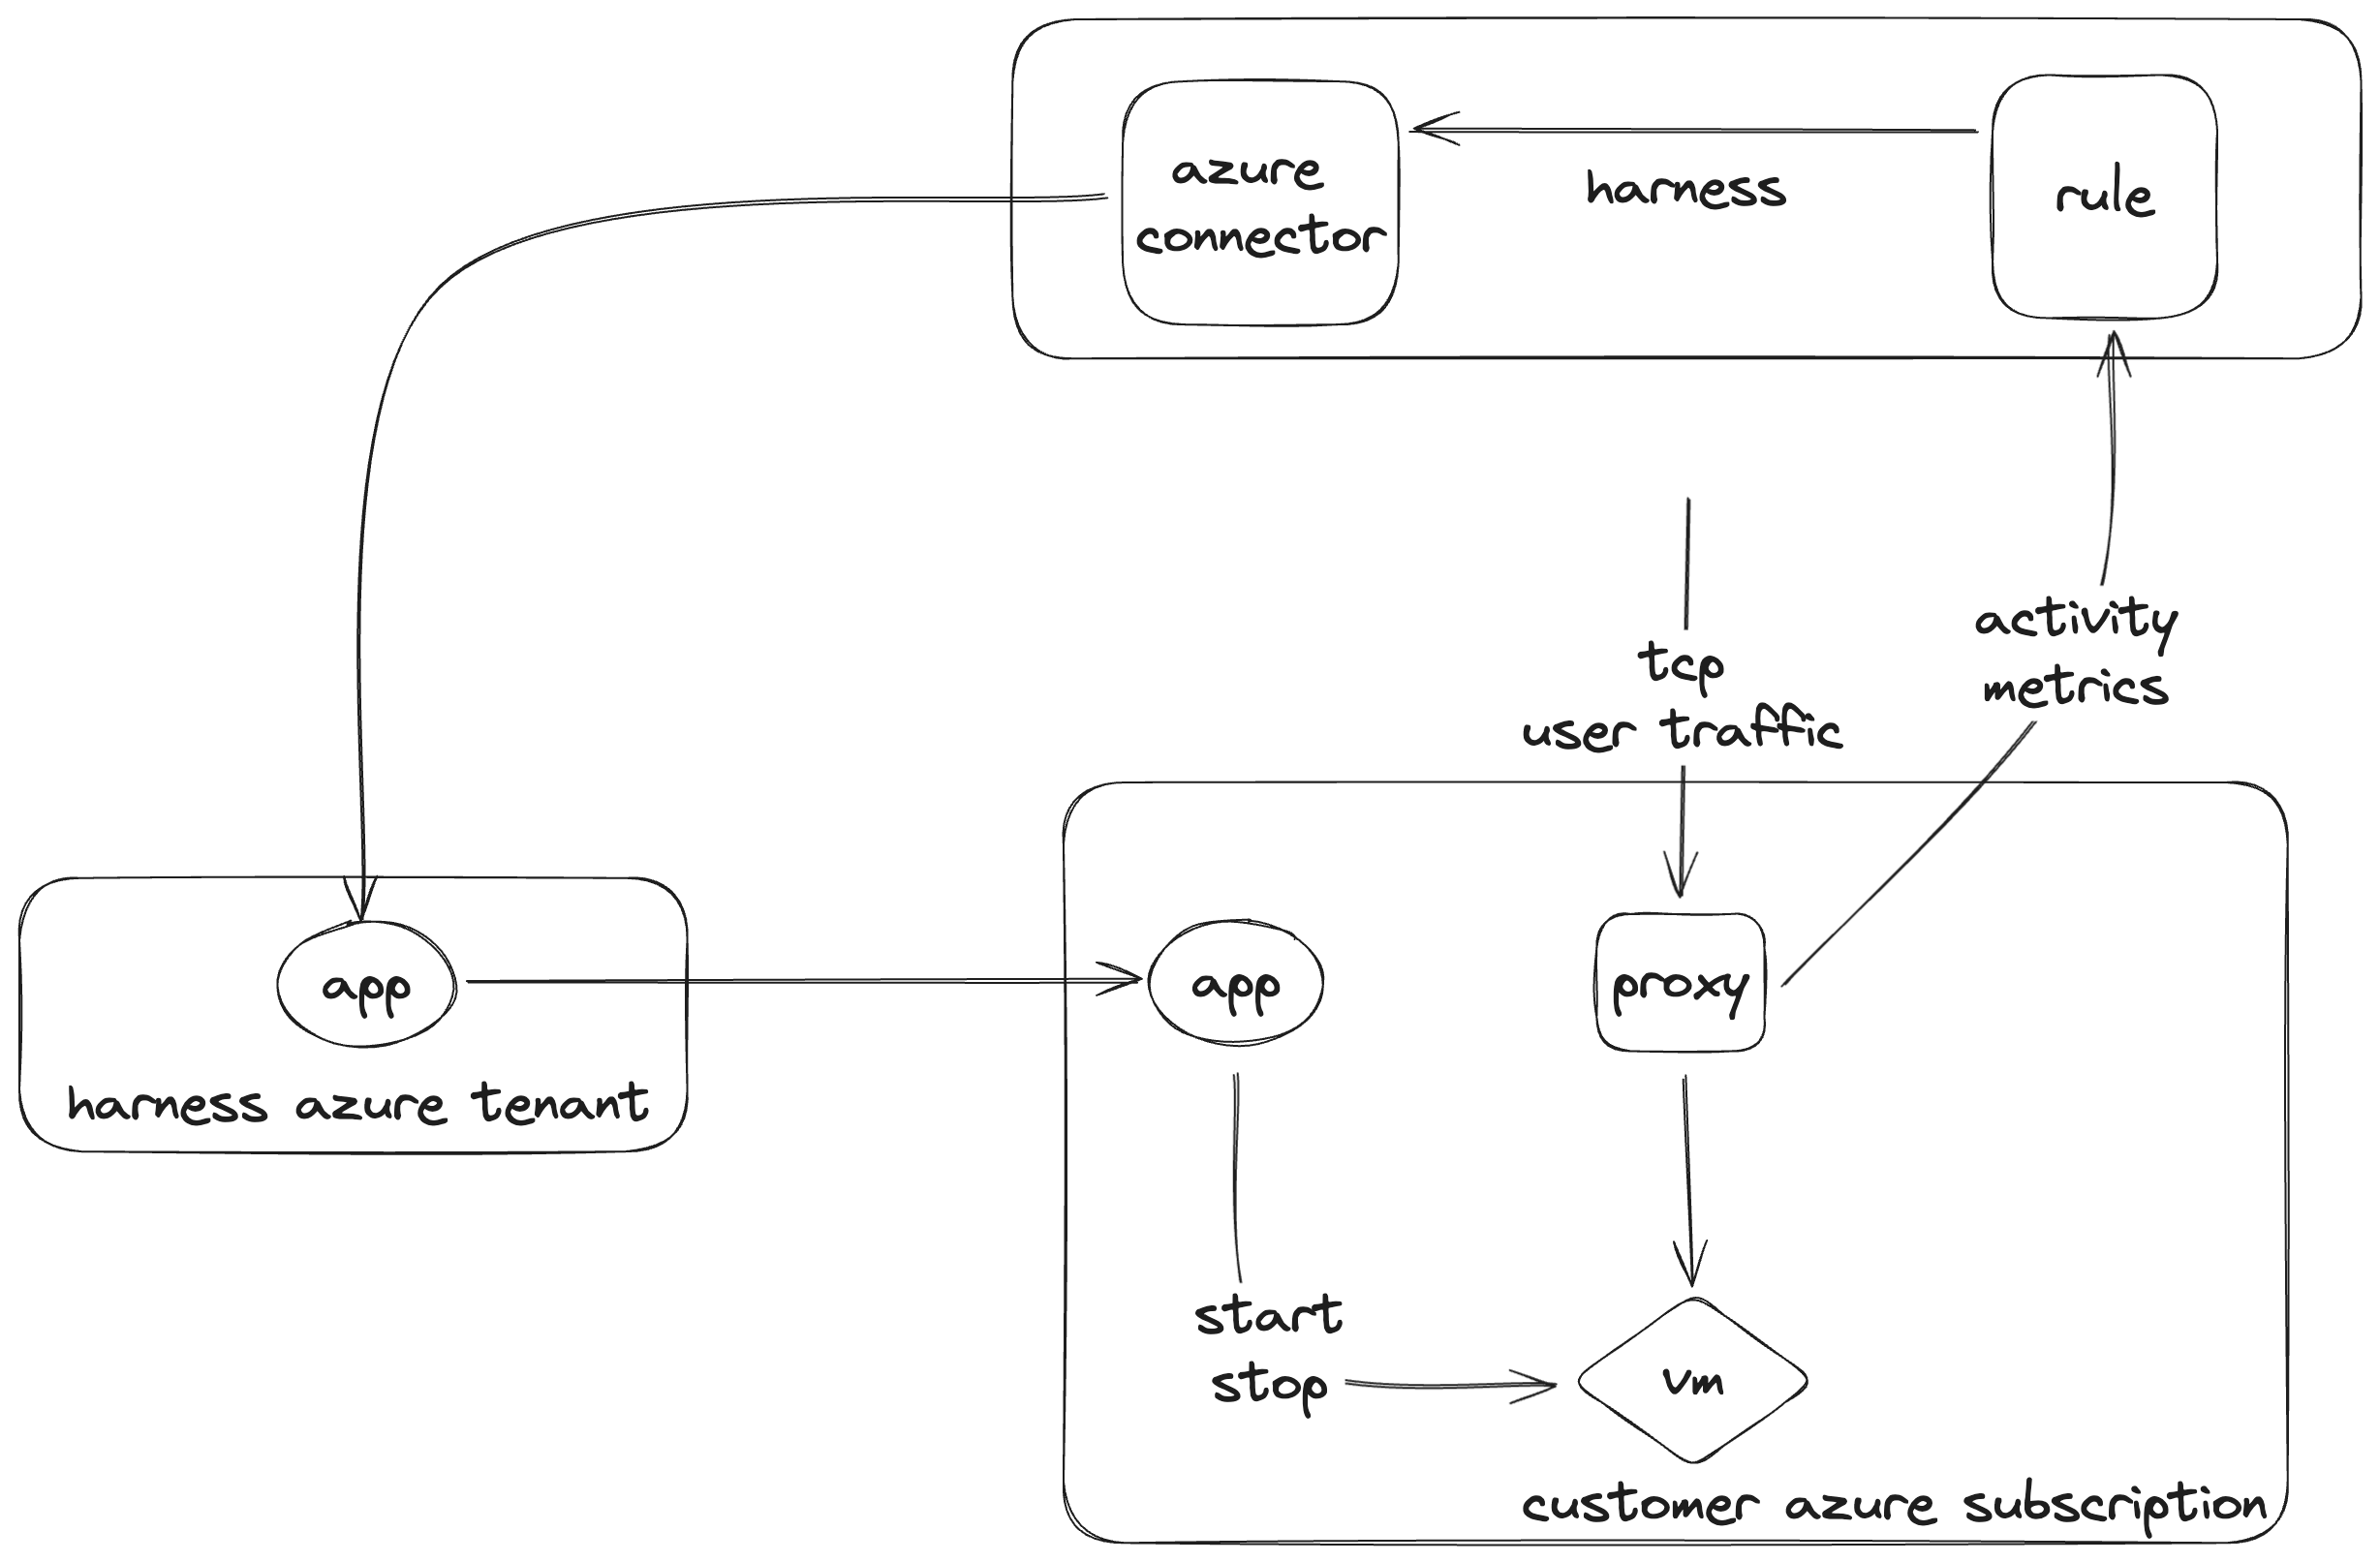 azure
connector
harness
rule
tcp
user traffic
activity
metrics
app
harness azure tenant
app
proxy
start
stop
vm
customer azure subscription